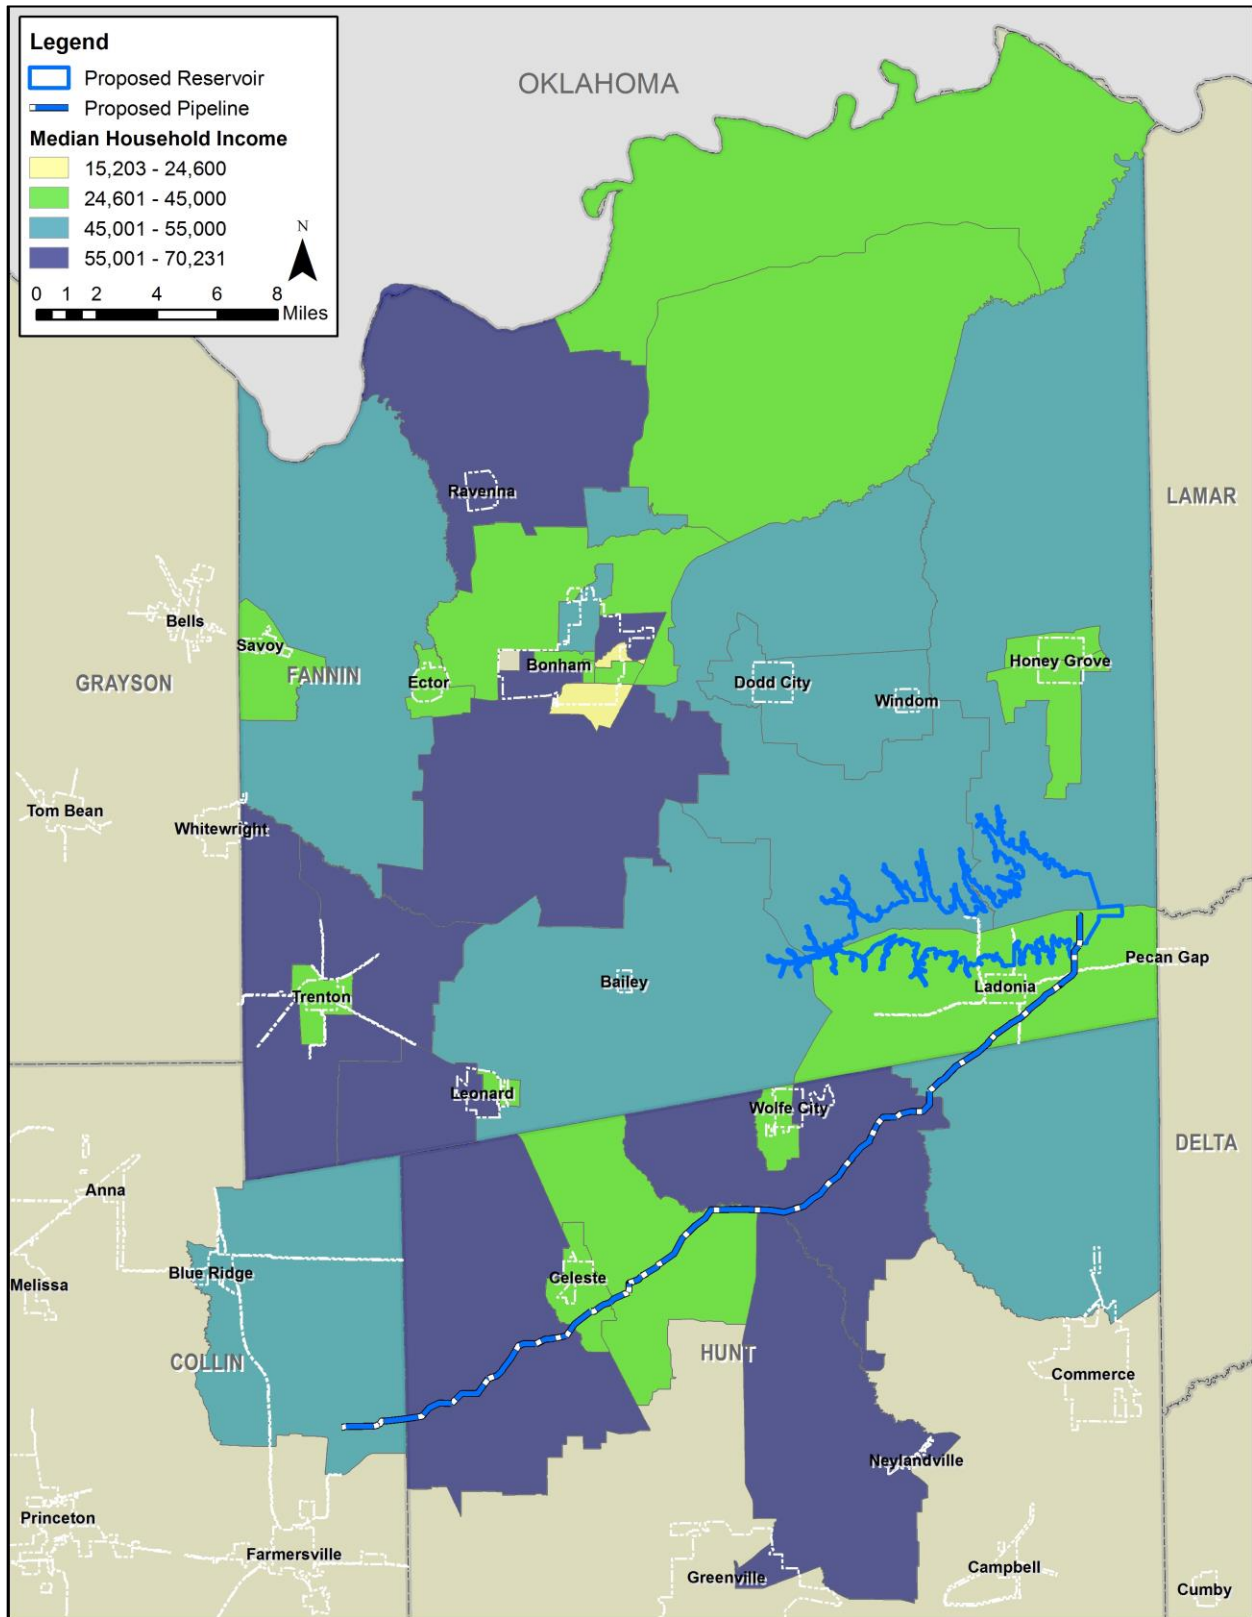 Legend
Proposed Reservoir
Proposed Pipeline
Median Household Income
15,203 - 24,600
24,601 - 45,000
45,001 - 55,000
55,001 - 70,231
N
0 1 2 4 6 8
Miles
OKLAHOMA
Ravenna
LAMAR
Bells
Savoy
FANNIN
GRAYSON
Ector
Bonham
Dodd City
Windom
Honey Grove
Tom Bean
Whitewright
Pecan Gap
Bailey
Ladonia
Trenton
Leonard
Wolfe City
DELTA
Anna
Melissa
Blue Ridge
Celeste
COLLIN
HUNT
Commerce
Neylandville
Princeton
Farmersville
Greenville
Campbell
Cumby